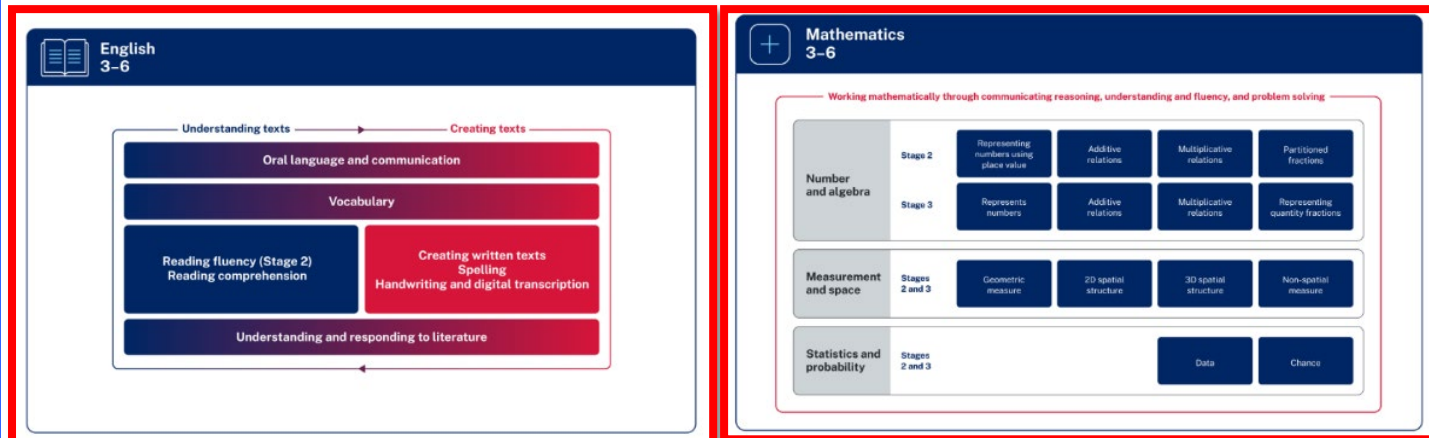 English
3–6
Understanding texts
Creating texts
Oral language and communication
Vocabulary
Reading fluency (Stage 2)
Reading comprehension
Creating written texts
Spelling
Handwriting and digital transcription
Understanding and responding to literature
Mathematics
3–6
Working mathematically through communicating reasoning, understanding and fluency, and problem solving
Number
and algebra
Stage 2
Representing
numbers using
place value
Additive
relations
Multiplicative
relations
Partitioned
fractions
Stage 3
Represents
numbers
Additive
relations
Multiplicative
relations
Representing
quantity fractions
Measurement
and space
Stages
2 and 3
Geometric
measure
2D spatial
structure
3D spatial
structure
Non-spatial
measure
Statistics and
probability
Stages
2 and 3
Data
Chance